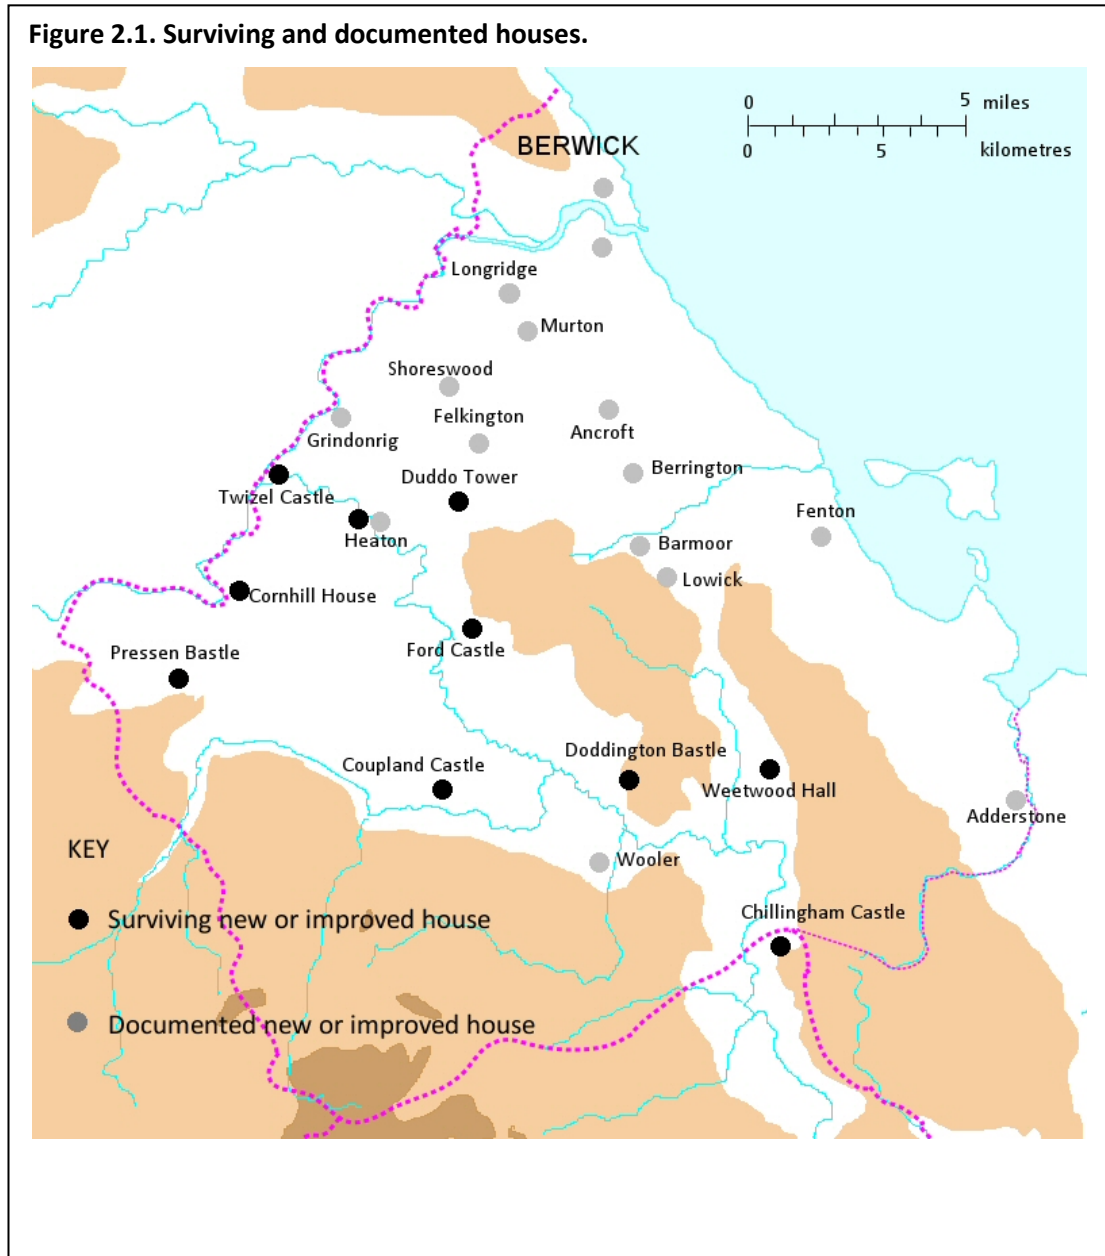 Figure 2.1. Surviving and documented houses.
0 5 miles
0 5 kilometres
BERWICK
Longridge
Murton
Shoreswood
Felkington
Grindonrig
Ancroft
Berrington
Duddo Tower
Twizel Castle
Heaton
Fenton
Barmoor
Lowick
Cornhill House
Ford Castle
Pressen Bastle
Doddington Bastle
Coupland Castle
Weetwood Hall
Adderstone
Wooler
Chillingham Castle
KEY
Surviving new or improved house
Documented new or improved house